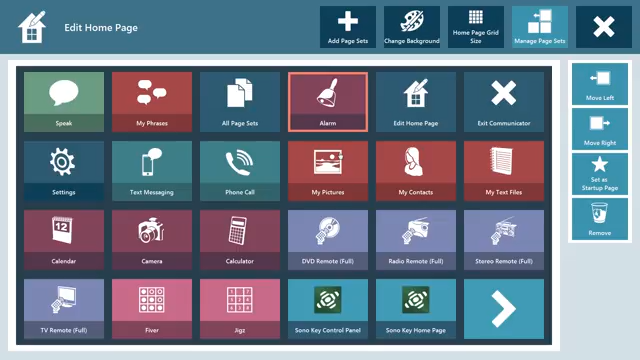 Edit Home Page
Add Page Sets
Change Background
Home Page Grid
Size
Manage Page Sets
Speak
My Phrases
All Page Sets
Alarm
Edit Home Page
Exit Communicator
Move Left
Settings
Text Messaging
Phone Call
My Pictures
My Contacts
My Text Files
Move Right
12
Calendar
Camera
Calculator
DVD Remote (Full)
Radio Remote (Full)
Stereo Remote (Full)
Set as
Startup Page
Remove
TV Remote (Full)
Fiver
Jigz
Sono Key Control Panel
Sono Key Home Page